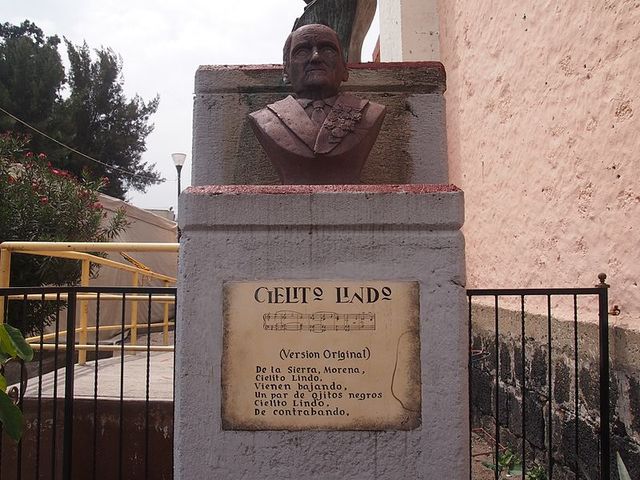 CIELITO LINDO
(Version Original)
De la Sierra, Morena,
Cielito Lindo.
Vienen bajando,
Un par de ojitos negros
Cielito Lindo.
De contrabando.